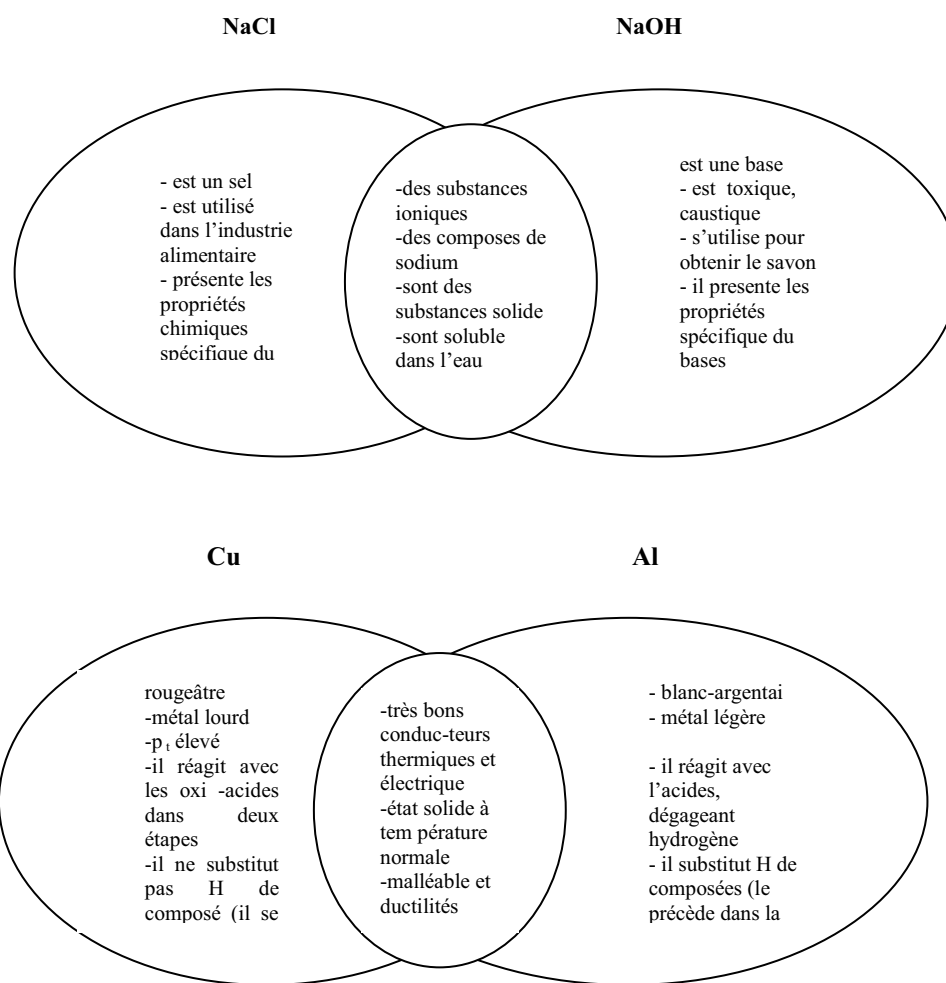 NaCl
NaOH
- est un sel
- est utilisé
dans l’industrie
alimentaire
- présente les
propriétés
chimiques
spécifique du
-des substances
ioniques
-des composes de
sodium
-sont des
substances solide
-sont soluble
dans l’eau
est une base
- est toxique,
caustique
- s’utilise pour
obtenir le savon
- il presente les
propriétés
spécifique du
bases
Cu
Al
rougeâtre
-métal lourd
-p t élevé
-il réagit avec
les oxi -acides
dans deux
étapes
-il ne substitut
pas H de
composé (il se
-très bons
conduc-teurs
thermiques et
électrique
-état solide à
tem pérature
normale
-malléable et
ductilités
- blanc-argentai
- métal légère
- il réagit avec
l’acides,
dégageant
hydrogène
- il substitut H de
composées (le
précède dans la